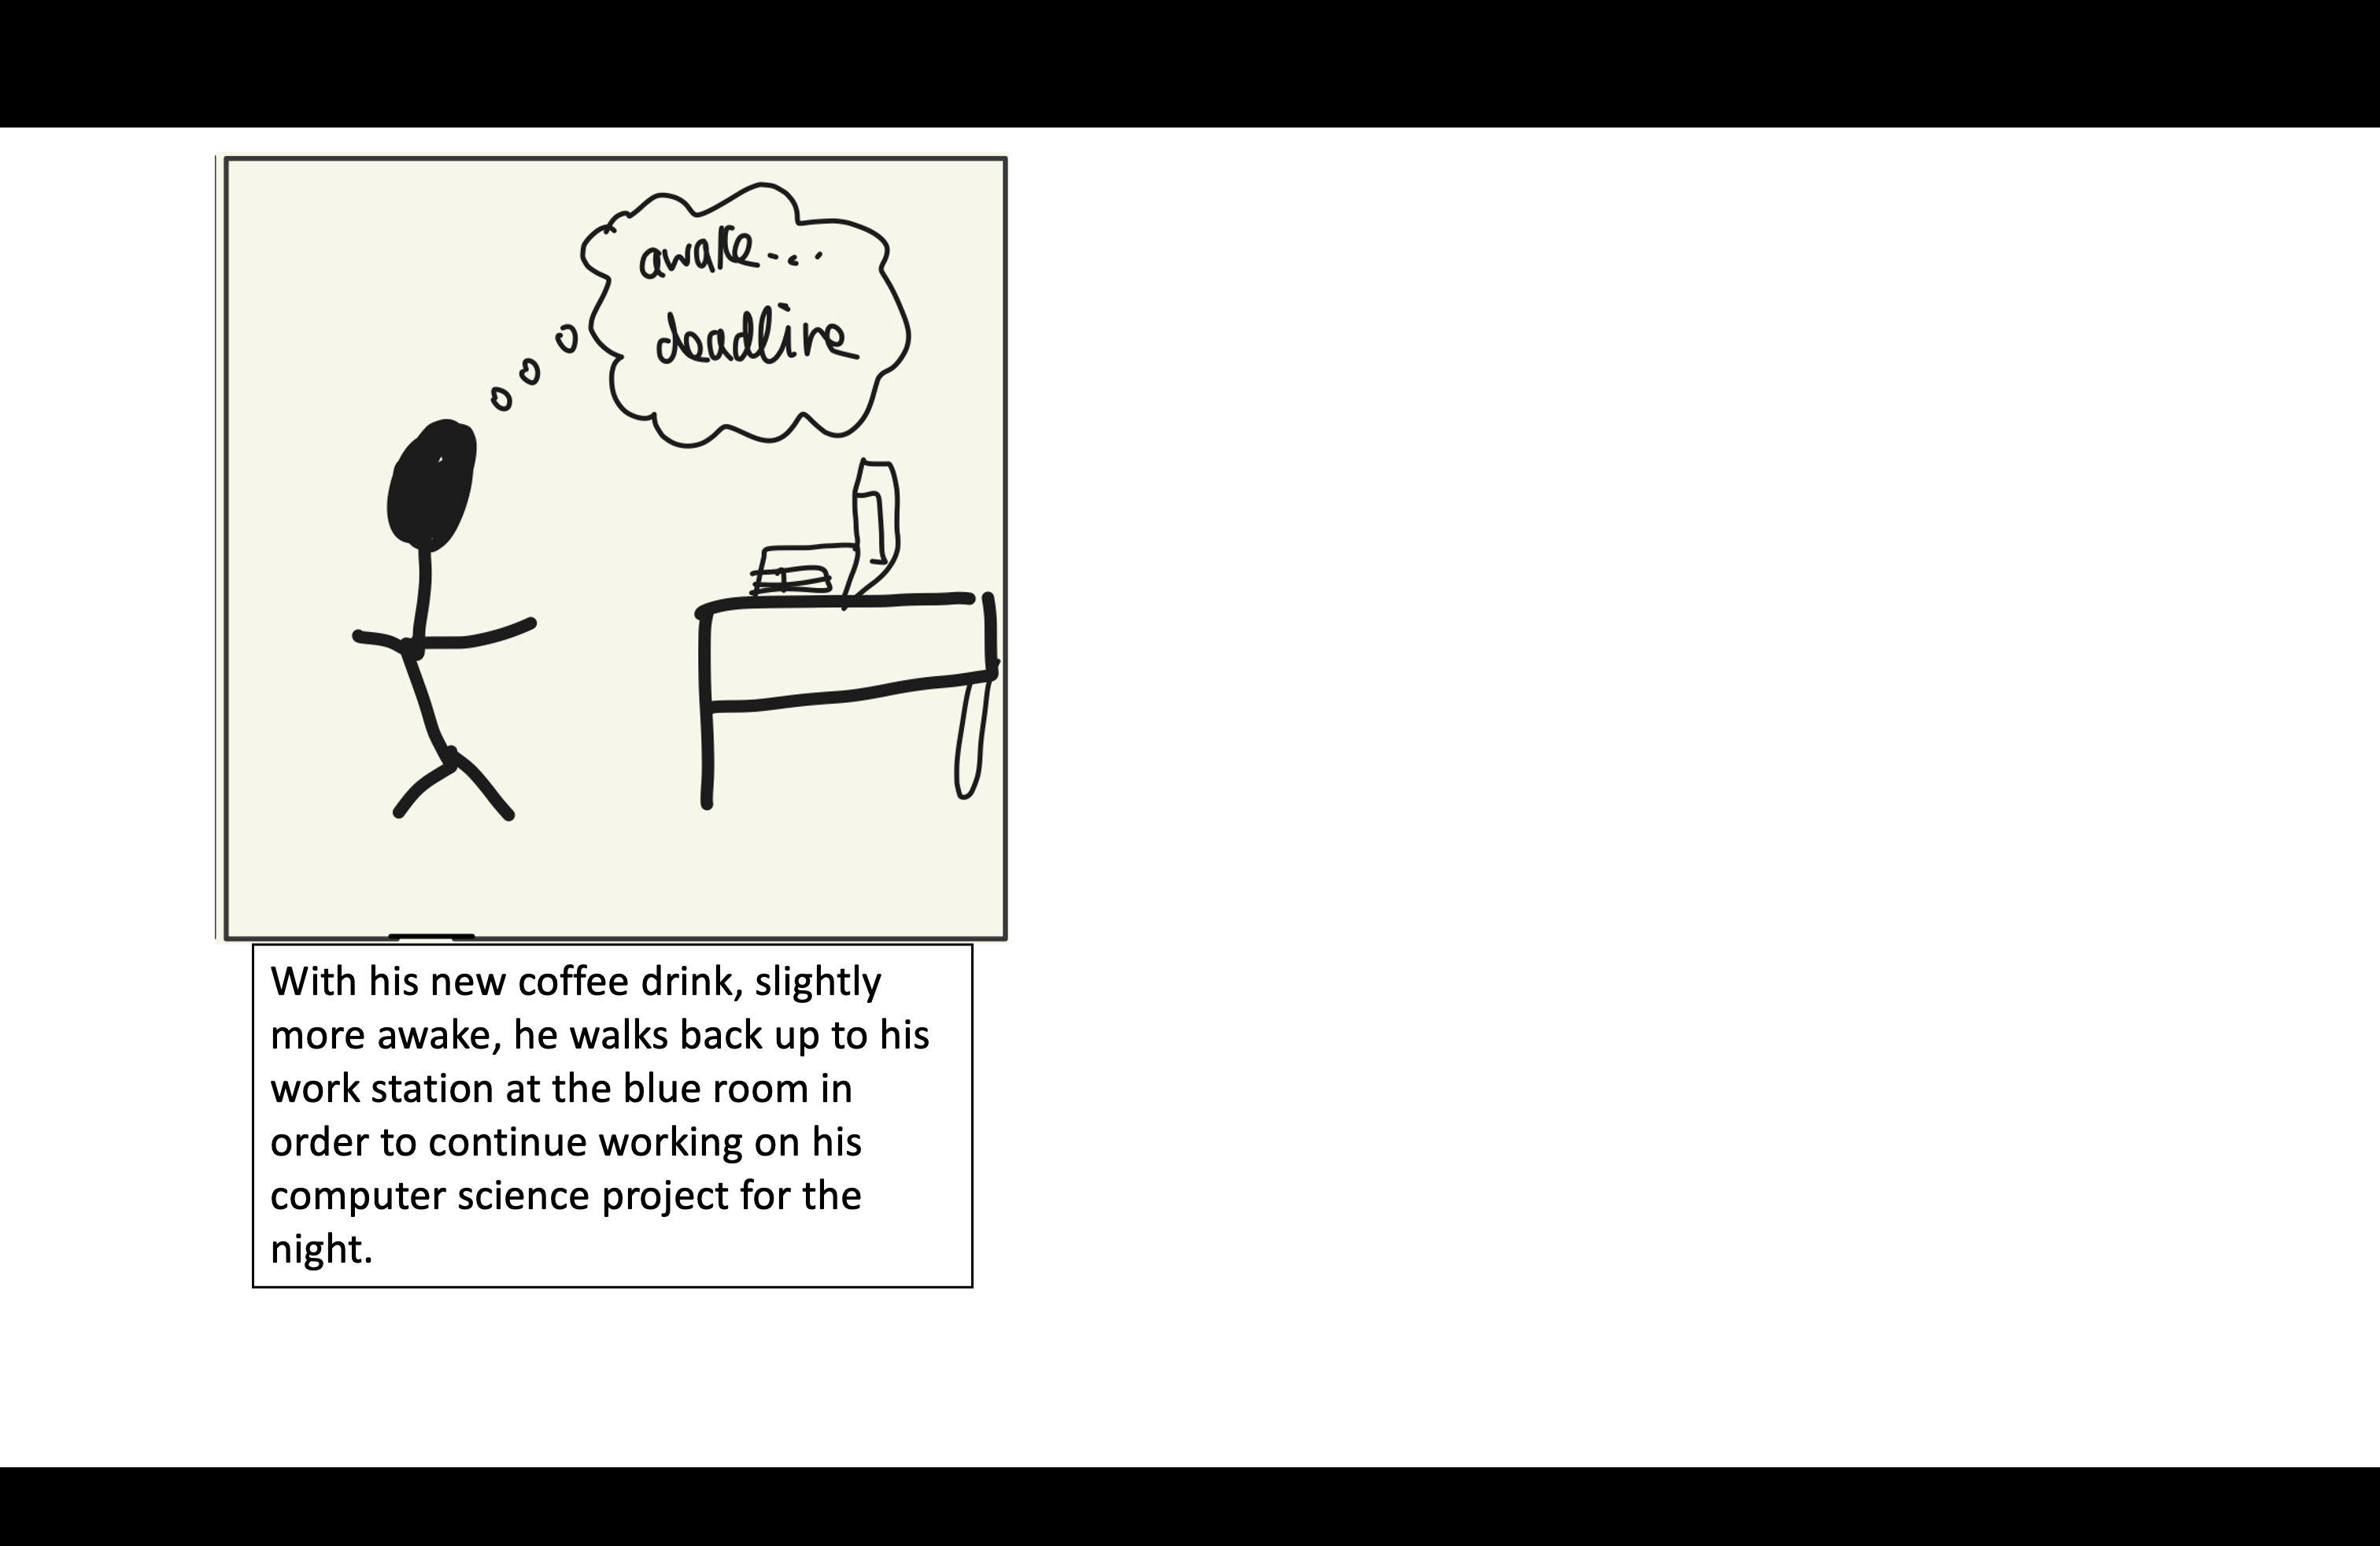 awake....
deadline
With his new coffee drink, slightly
more awake, he walks back up to his
work station at the blue room in
order to continue working on his
computer science project for the
night.